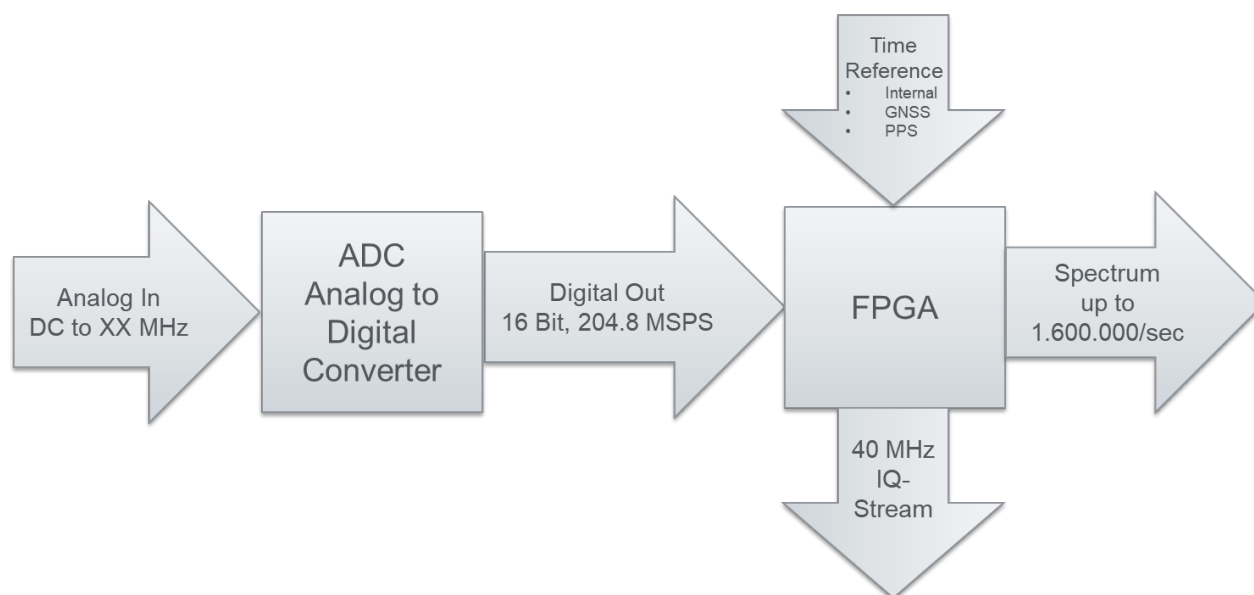 Time
Reference
• Internal
• GNSS
• PPS
Analog In
DC to XX MHz
ADC
Analog to
Digital
Converter
Digital Out
16 Bit, 204.8 MSPS
FPGA
Spectrum
up to
1.600.000/sec
40 MHz
IQ-
Stream